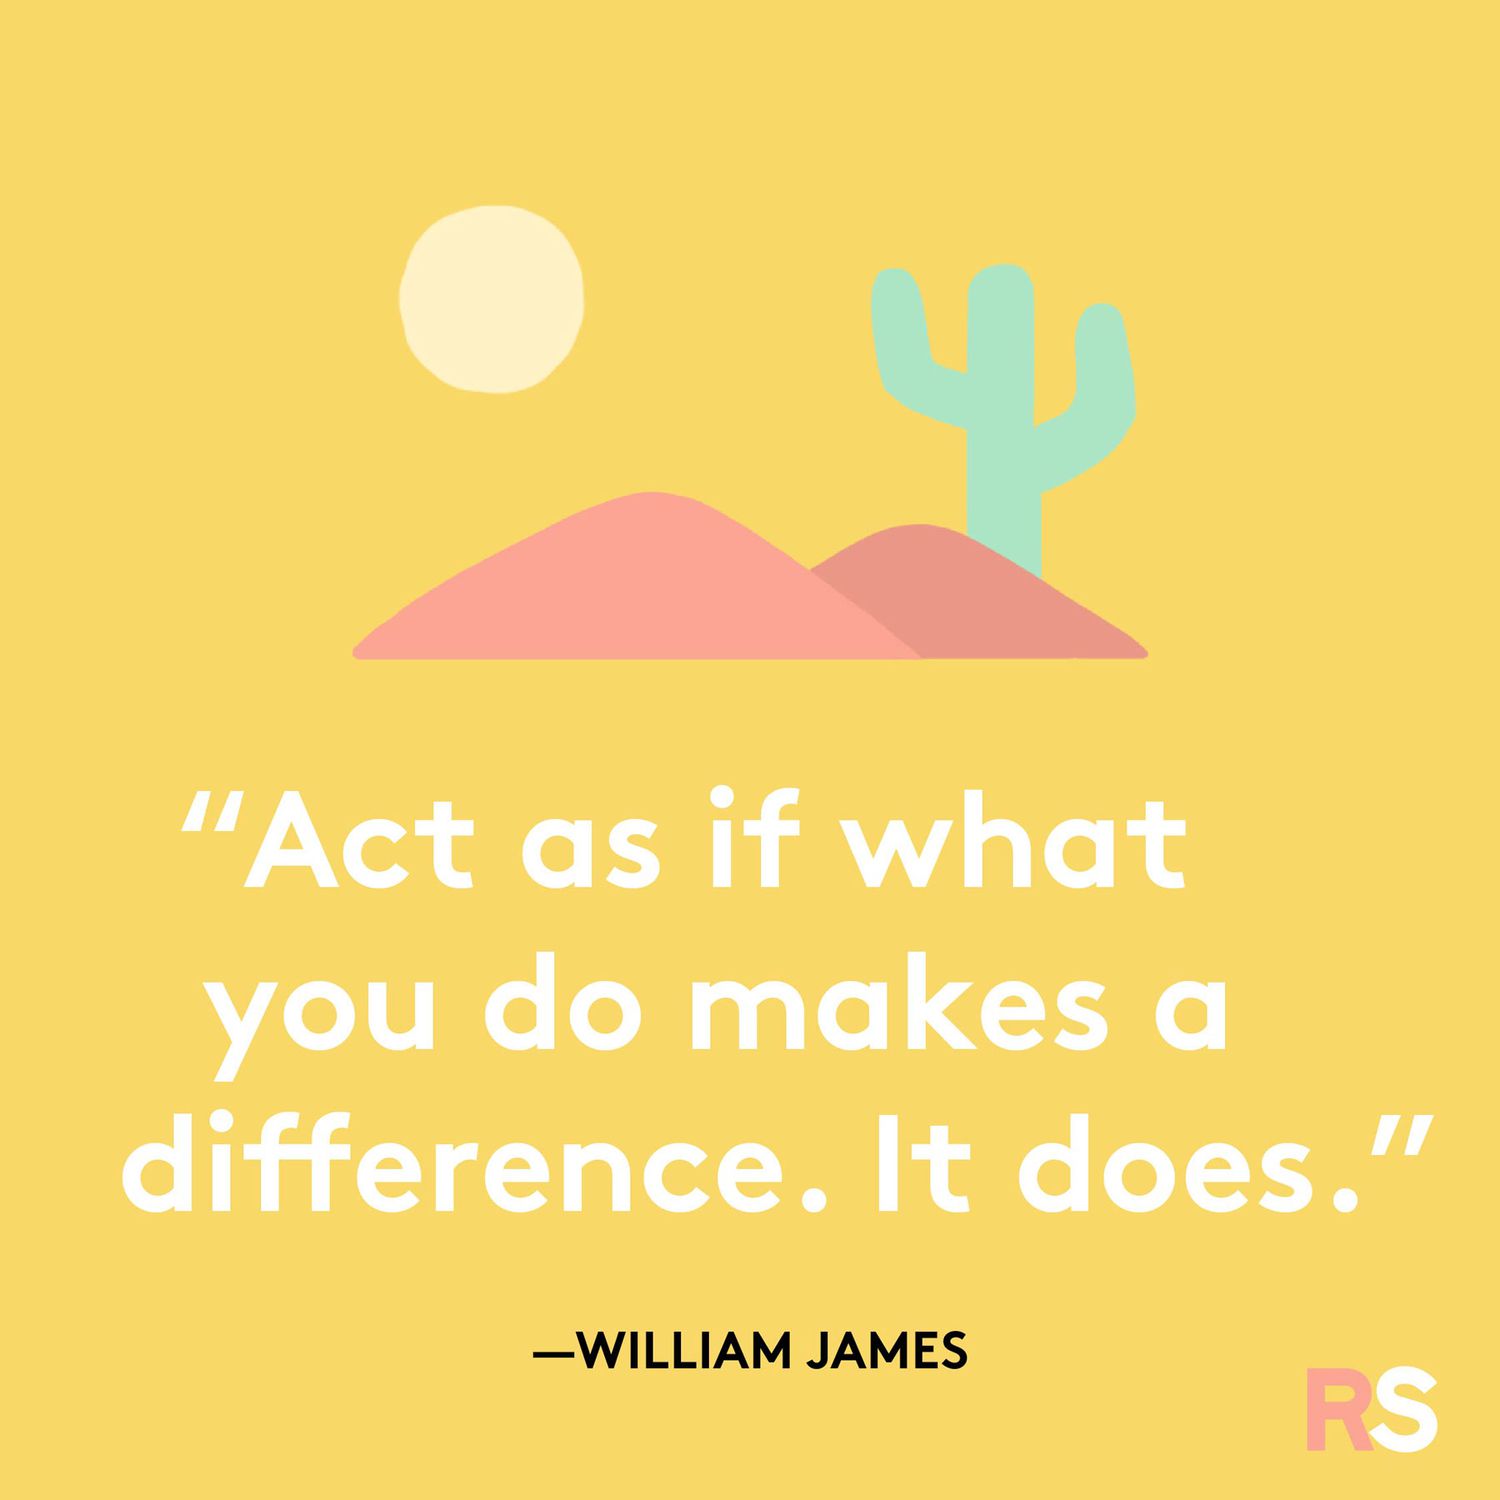 “Act as if what
you do makes a
difference. It does.”
—WILLIAM JAMES
RS